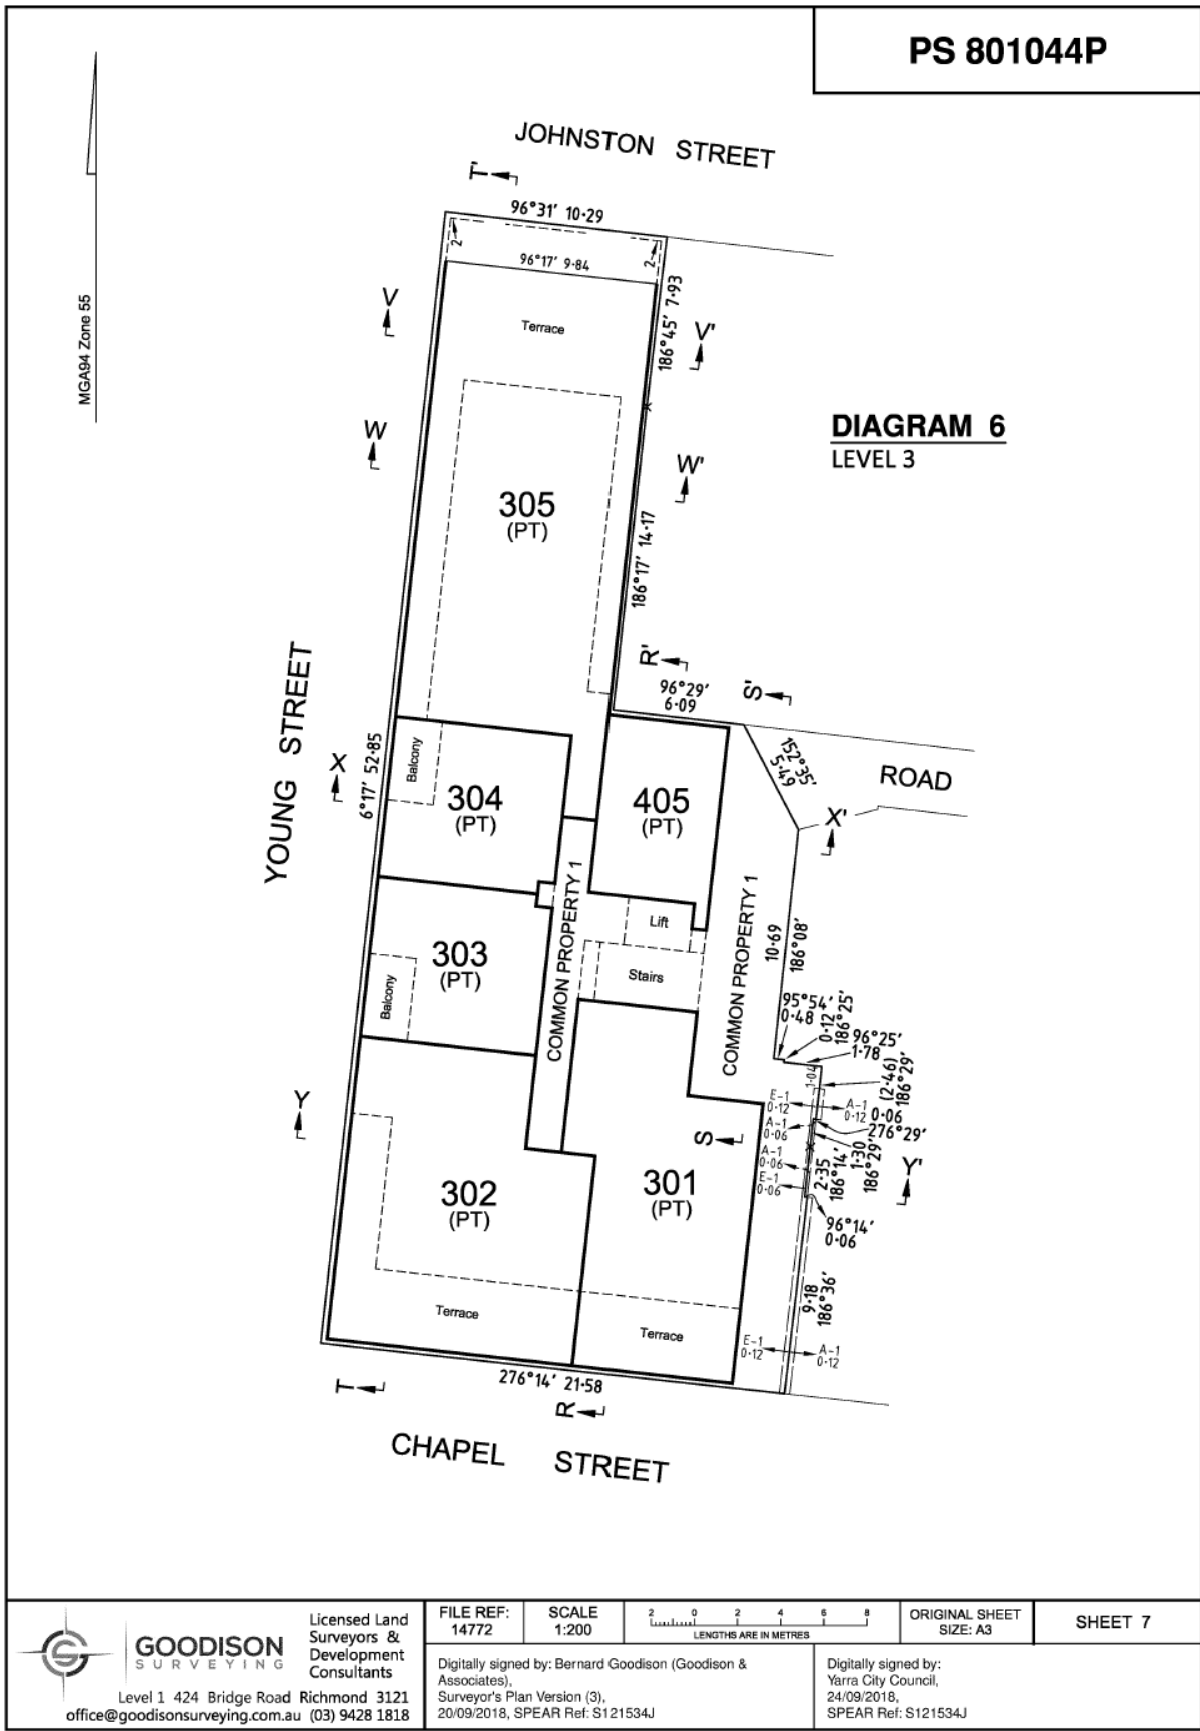 PS 801044P
MGA94 Zone 55
JOHNSTON STREET
T'
96°31' 10·29
2
2
96°17' 9·84
186°45' 7·93
V
V'
Terrace
DIAGRAM 6
LEVEL 3
W
W'
305
(PT)
186°17' 14·17
R'
96°29'
6·09
S'
YOUNG STREET
6°17' 52·85
X
Balcony
304
(PT)
405
(PT)
152°35'
5·49
ROAD
X'
COMMON PROPERTY 1
COMMON PROPERTY 1
Lift
Stairs
303
(PT)
Balcony
10·69
186°08'
95°54'
0·48
0·12
186°25'
96°25'
1·78
1·04
(2·46)
186°29'
E-1
0·12
A-1
0·12
0·06
276°29'
A-1
0·06
A-1
0·06
E-1
0·06
1·30
186°29'
2·35
186°14'
Y
Y'
S
96°14'
0·06
302
(PT)
301
(PT)
9·18
186°36'
Terrace
Terrace
E-1
0·12
A-1
0·12
T
276°14' 21·58
R
CHAPEL STREET
GOODISON
SURVEYING
Licensed Land
Surveyors &
Development
Consultants
Level 1 424 Bridge Road Richmond 3121
office@goodisonsurveying.com.au (03) 9428 1818
FILE REF:
14772
SCALE
1:200
2 0 2 4 6 8
LENGTHS ARE IN METRES
ORIGINAL SHEET
SIZE: A3
SHEET 7
Digitally signed by: Bernard Goodison (Goodison &
Associates),
Surveyor's Plan Version (3),
20/09/2018, SPEAR Ref: S121534J
Digitally signed by:
Yarra City Council,
24/09/2018,
SPEAR Ref: S121534J